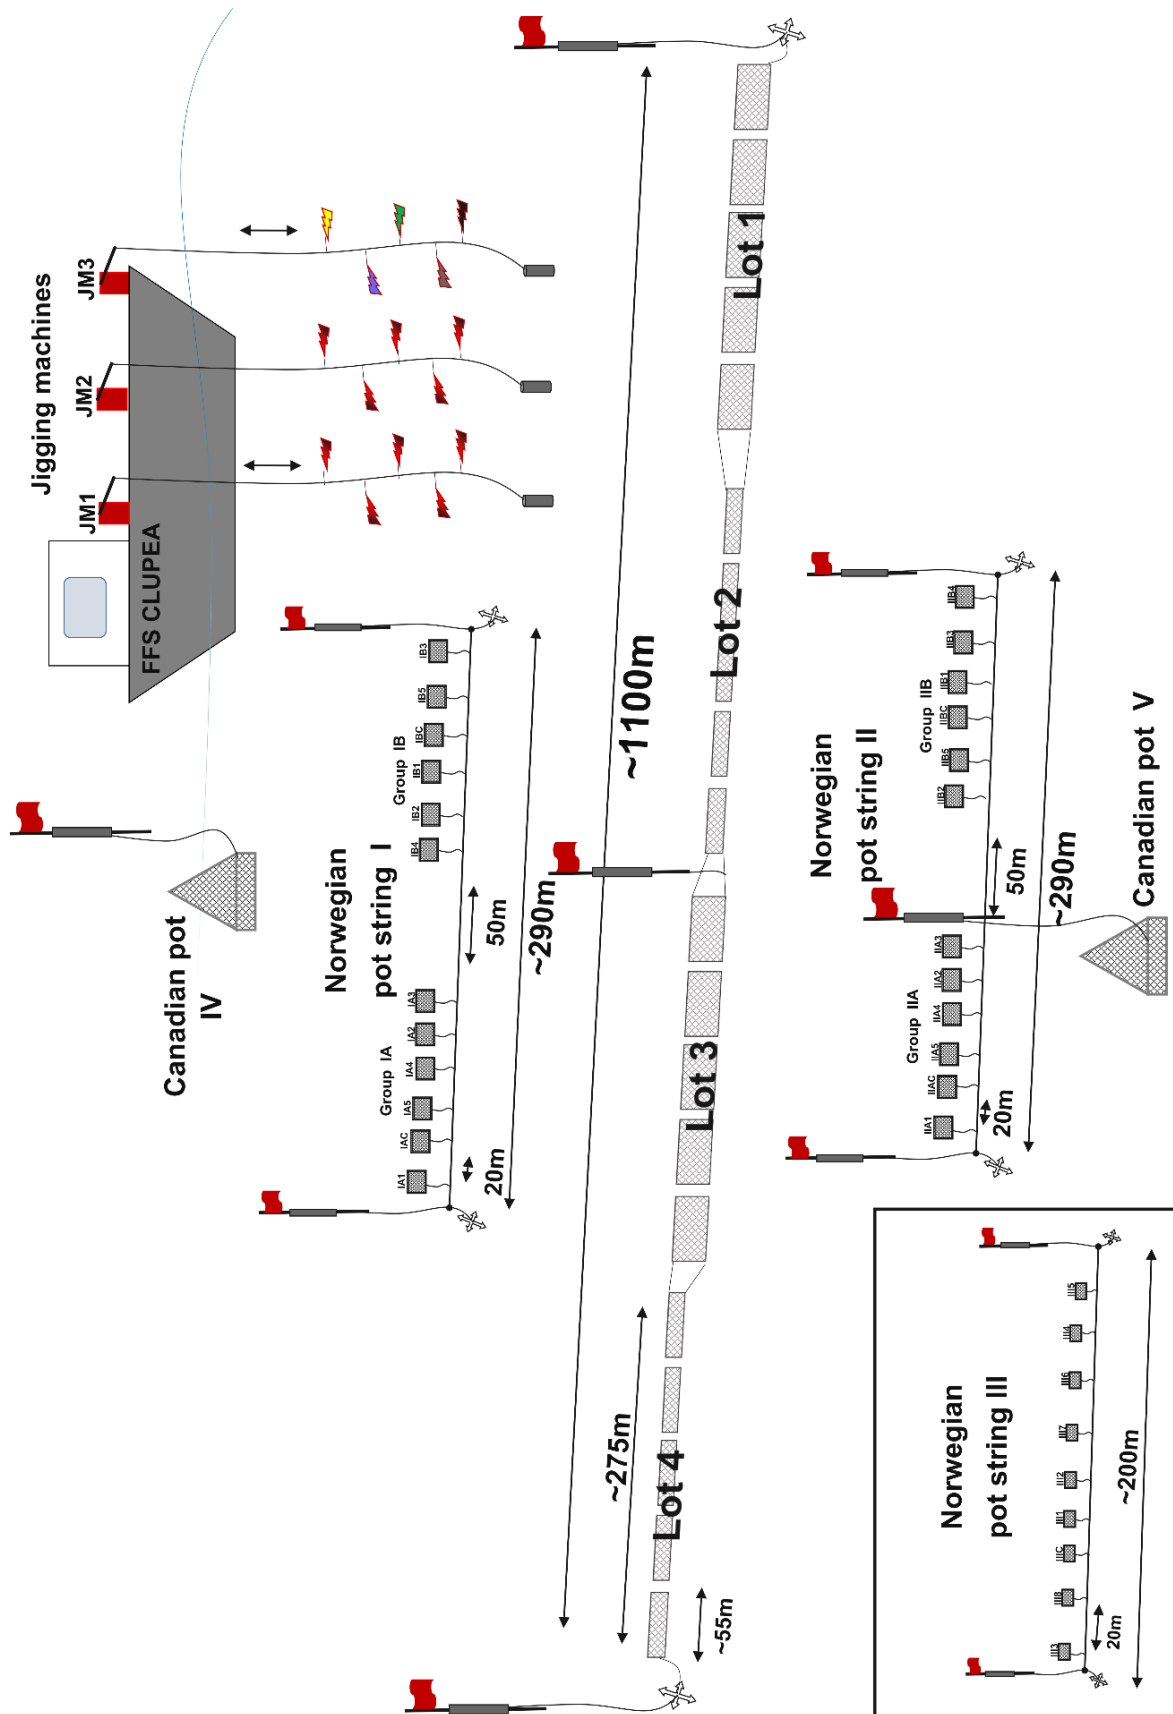 Jigging machines
JM1
JM2
JM3
FFS CLUPEA
Canadian pot
IV
Norwegian
pot string I
Group IA
Group IB
IA1
IAC
IA5
IA4
IA2
IA3
IB4
IB2
IB1
IBC
IB5
IB3
20m
50m
~290m
~1100m
Lot 4
Lot 3
Lot 2
Lot 1
~275m
~55m
Norwegian
pot string II
Group IIA
Group IIB
IIA1
IIAC
IIA5
IIA4
IIA2
IIA3
IIB2
IIB5
IIBC
IIB1
IIB3
IIB4
20m
50m
~290m
Canadian pot V
Norwegian
pot string III
III3
III8
IIIC
III1
III2
III7
III6
III4
III5
20m
~200m